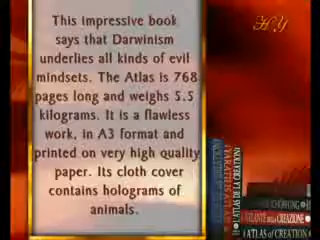 This impressive book
says that Darwinism
underlies all kinds of evil
mindsets. The Atlas is 768
pages long and weighs 5.5
kilograms. It is a flawless
work, in A3 format and
printed on very high quality
paper. Its cloth cover
contains holograms of
animals.
H Y
ATLAS DE LA CREATION
DELLA CREAZIONE
ATLAS of CREATION